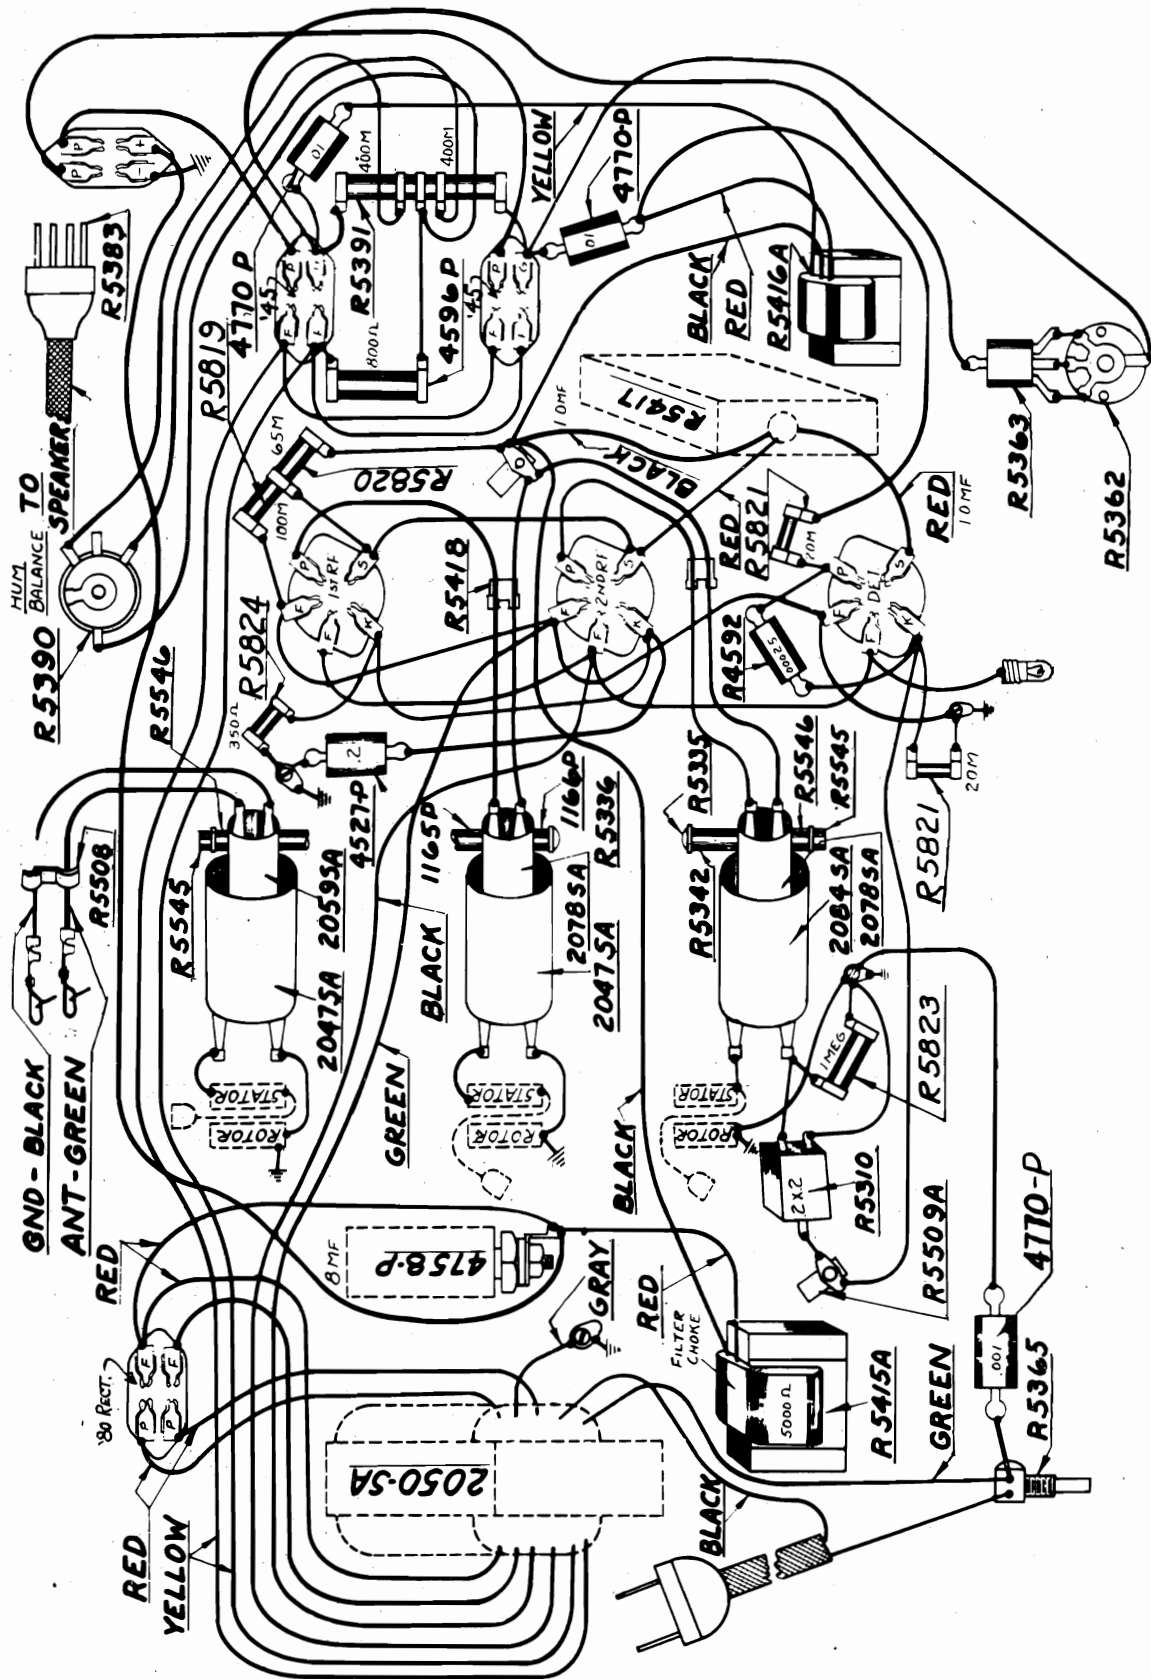 GND-BLACK
ANT-GREEN
R5508
RED
'80 RECT.
P
P
F
F
RED
YELLOW
HUM
BALANCE
R5390
TO
SPEAKER
R5383
P
P
-
+
R5546
R5545
2047SA
2059SA
STATOR
ROTOR
350Ω
R5824
.2
4527-P
R5819
100M
65M
R5820
4770P
'45
P
G
F
F
01
400M
400M
R5391
800Ω
4596P
'45
P
G
F
F
YELLOW
01
4770-P
BLACK
RED
R5416A
1st RF
P
S
F
F
K
R5418
2ND RF
P
S
F
F
K
10MF
BLACK
R5417
RED
R5821
20M
RED
10MF
DET
P
S
F
F
K
R4592
.00025
BLACK
1165P
1166P
R5336
2078SA
2047SA
STATOR
ROTOR
GREEN
BLACK
R5335
R5342
R5546
R5545
2084SA
2078SA
STATOR
ROTOR
20M
R5821
1MEG
R5823
.2X.2
R5310
R5509A
8MF
4758-P
GRAY
RED
FILTER
CHOKE
5000Ω
R5415A
2050-SA
BLACK
GREEN
.001
4770-P
R5365
R5363
R5362